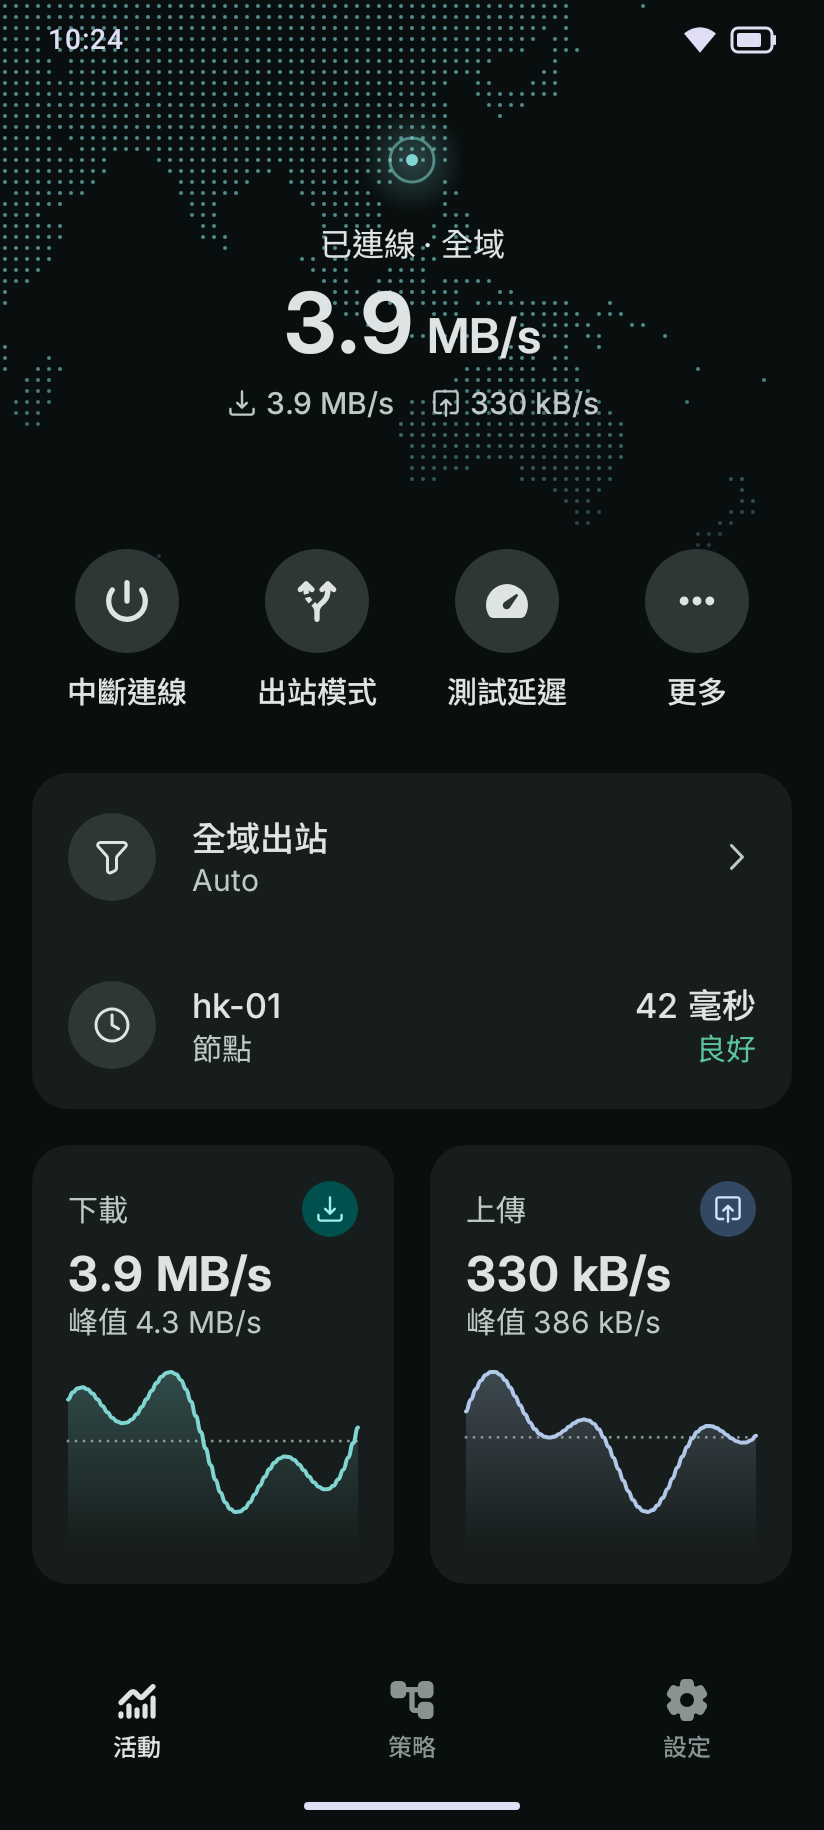 10:24
已連線 · 全域
3.9 MB/s
3.9 MB/s 330 kB/s
中斷連線 出站模式 測試延遲 更多
全域出站
Auto
hk-01 42 毫秒
節點 良好
下載 上傳
3.9 MB/s 330 kB/s
峰值 4.3 MB/s 峰值 386 kB/s
活動 策略 設定